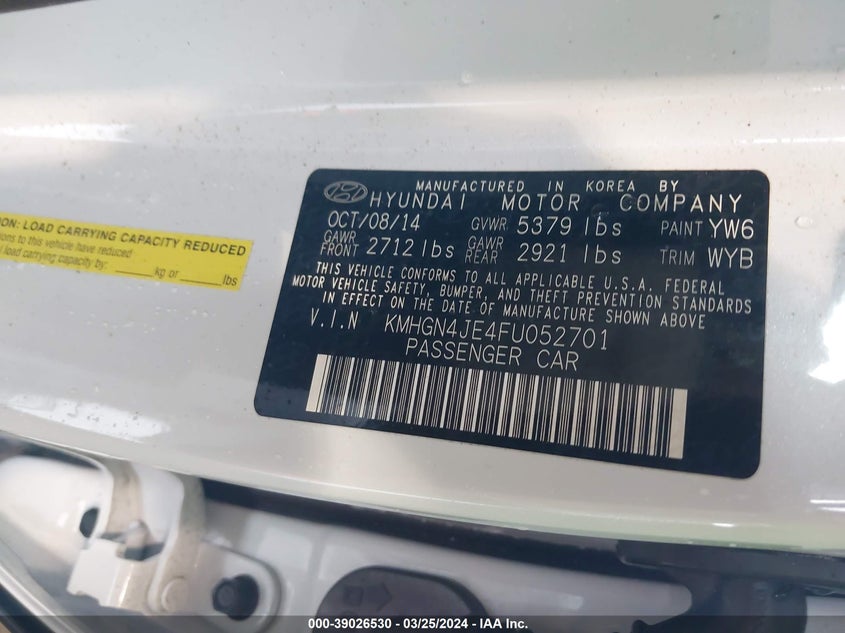 MANUFACTURED IN KOREA BY
HYUNDAI MOTOR COMPANY
OCT/08/14 GVWR 5379 lbs PAINT YW6
GAWR FRONT 2712 lbs GAWR REAR 2921 lbs TRIM WYB
THIS VEHICLE CONFORMS TO ALL APPLICABLE U.S.A. FEDERAL
MOTOR VEHICLE SAFETY, BUMPER, AND THEFT PREVENTION STANDARDS
IN EFFECT ON THE DATE OF MANUFACTURE SHOWN ABOVE
V.I.N KMHGN4JE4FU052701
PASSENGER CAR
LOAD CARRYING CAPACITY REDUCED
to this vehicle have reduced
load carrying capacity by: _____kg or _____lbs
000-39026530 - 03/25/2024 - IAA Inc.